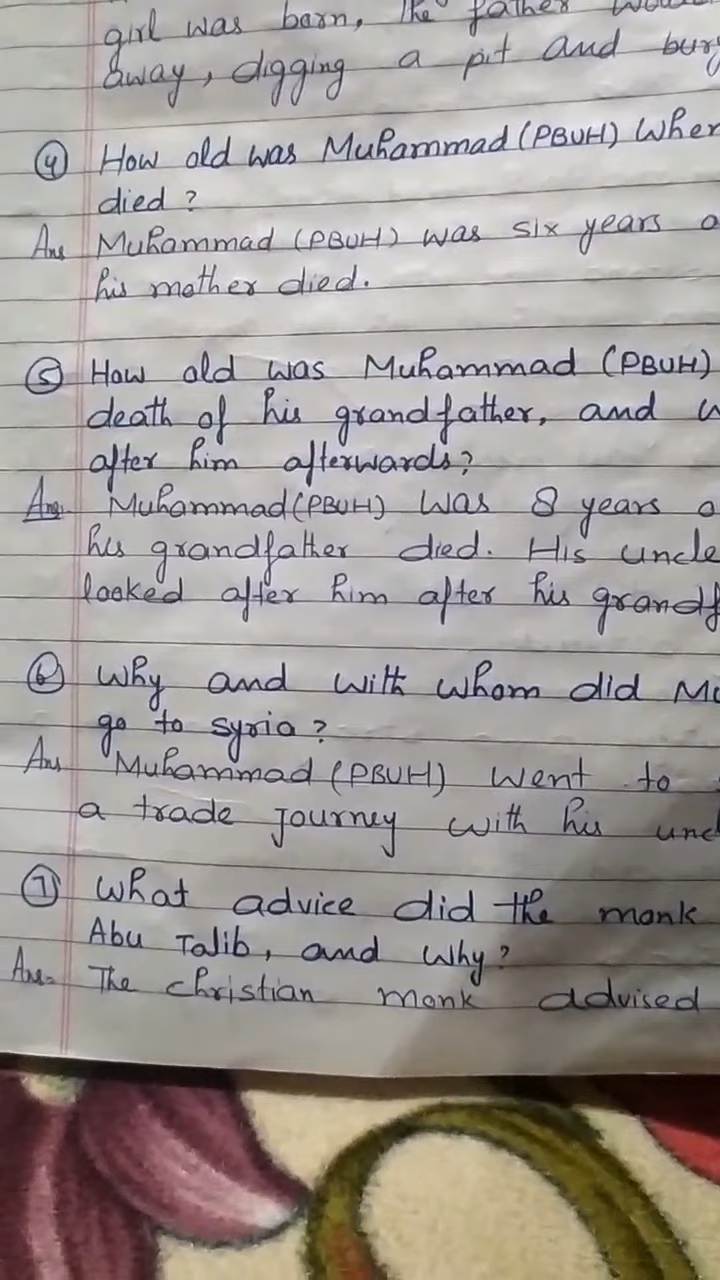 girl was born, the father
away, digging a pit and bury
④ How old was Muhammad (PBUH) when
died ?
Ans Muhammad (PBUH) was six years
his mother died.
⑤ How old was Muhammad (PBUH)
death of his grandfather, and
after him afterwards?
Ans. Muhammad (PBUH) was 8 years
his grandfather died. His uncle
looked after him after his grandf
⑥ Why and with whom did Mu
go to syria?
Ans Muhammad (PBUH) went to
a trade journey with his uncl
⑦ What advice did the monk
Abu Talib, and why?
Ans- The christian monk advised